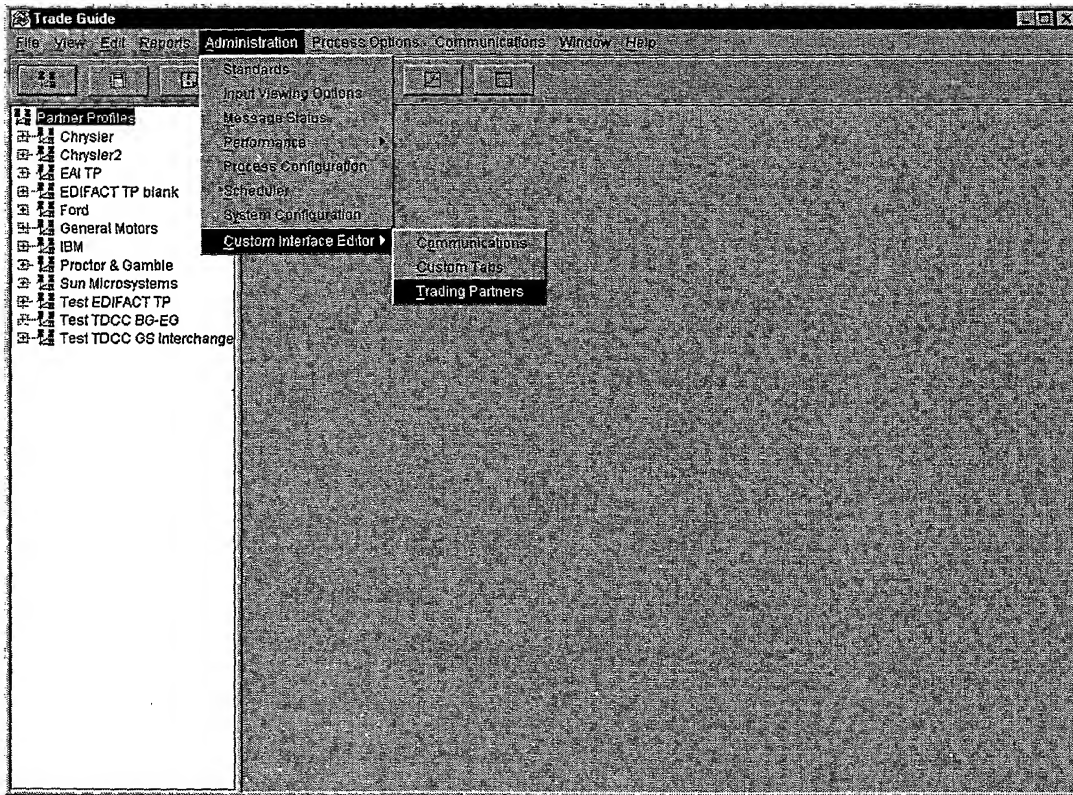 Trade Guide
File View Edit Reports Administration Process Options Communications Window Help
Standards
Input Viewing Options
Message Status
Performance
Process Configuration
Scheduler
System Configuration
Custom Interface Editor
Communications
Custom Tabs
Trading Partners
Partner Profiles
Chrysler
Chrysler2
EAI TP
EDIFACT TP blank
Ford
General Motors
IBM
Proctor & Gamble
Sun Microsystems
Test EDIFACT TP
Test TDCC BG-EG
Test TDCC GS Interchange